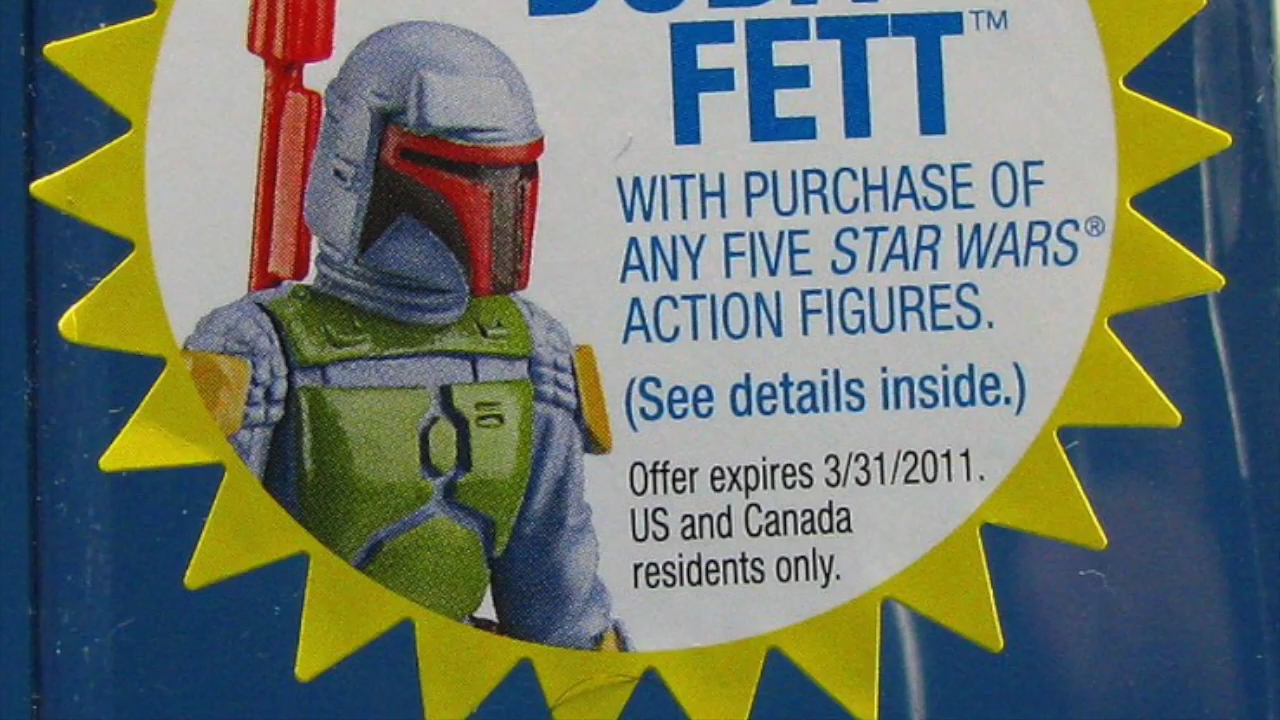 BOBA
FETT™
WITH PURCHASE OF
ANY FIVE STAR WARS®
ACTION FIGURES.
(See details inside.)
Offer expires 3/31/2011.
US and Canada
residents only.